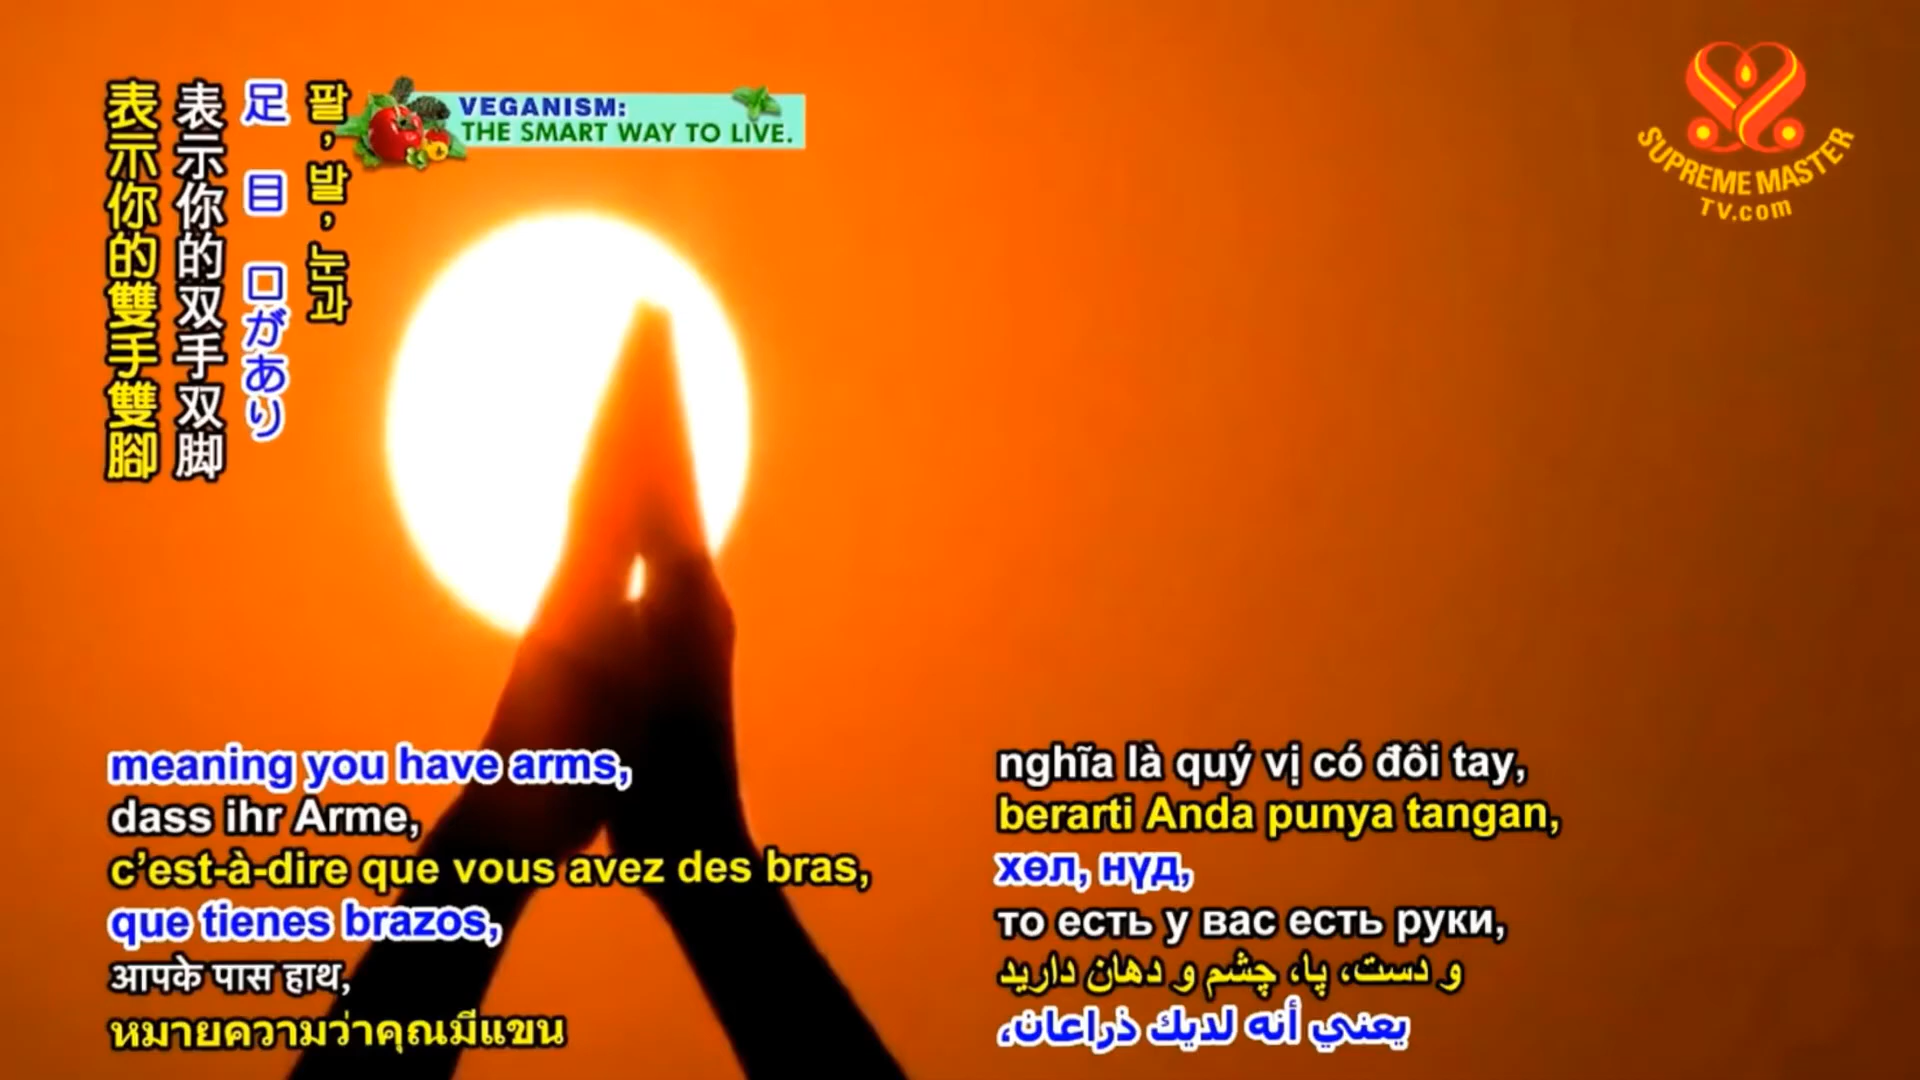 表示你的雙手雙腳
表示你的双手双脚
足 目 口があり
팔, 발, 눈과
VEGANISM:
THE SMART WAY TO LIVE.
SUPREME MASTER
TV.com
meaning you have arms,
dass ihr Arme,
c’est-à-dire que vous avez des bras,
que tienes brazos,
आपके पास हाथ,
หมายความว่าคุณมีแขน
nghĩa là quý vị có đôi tay,
berarti Anda punya tangan,
хөл, нүд,
то есть у вас есть руки,
و دست، پا، چشم و دهان دارید
يعني أنه لديك ذراعان،